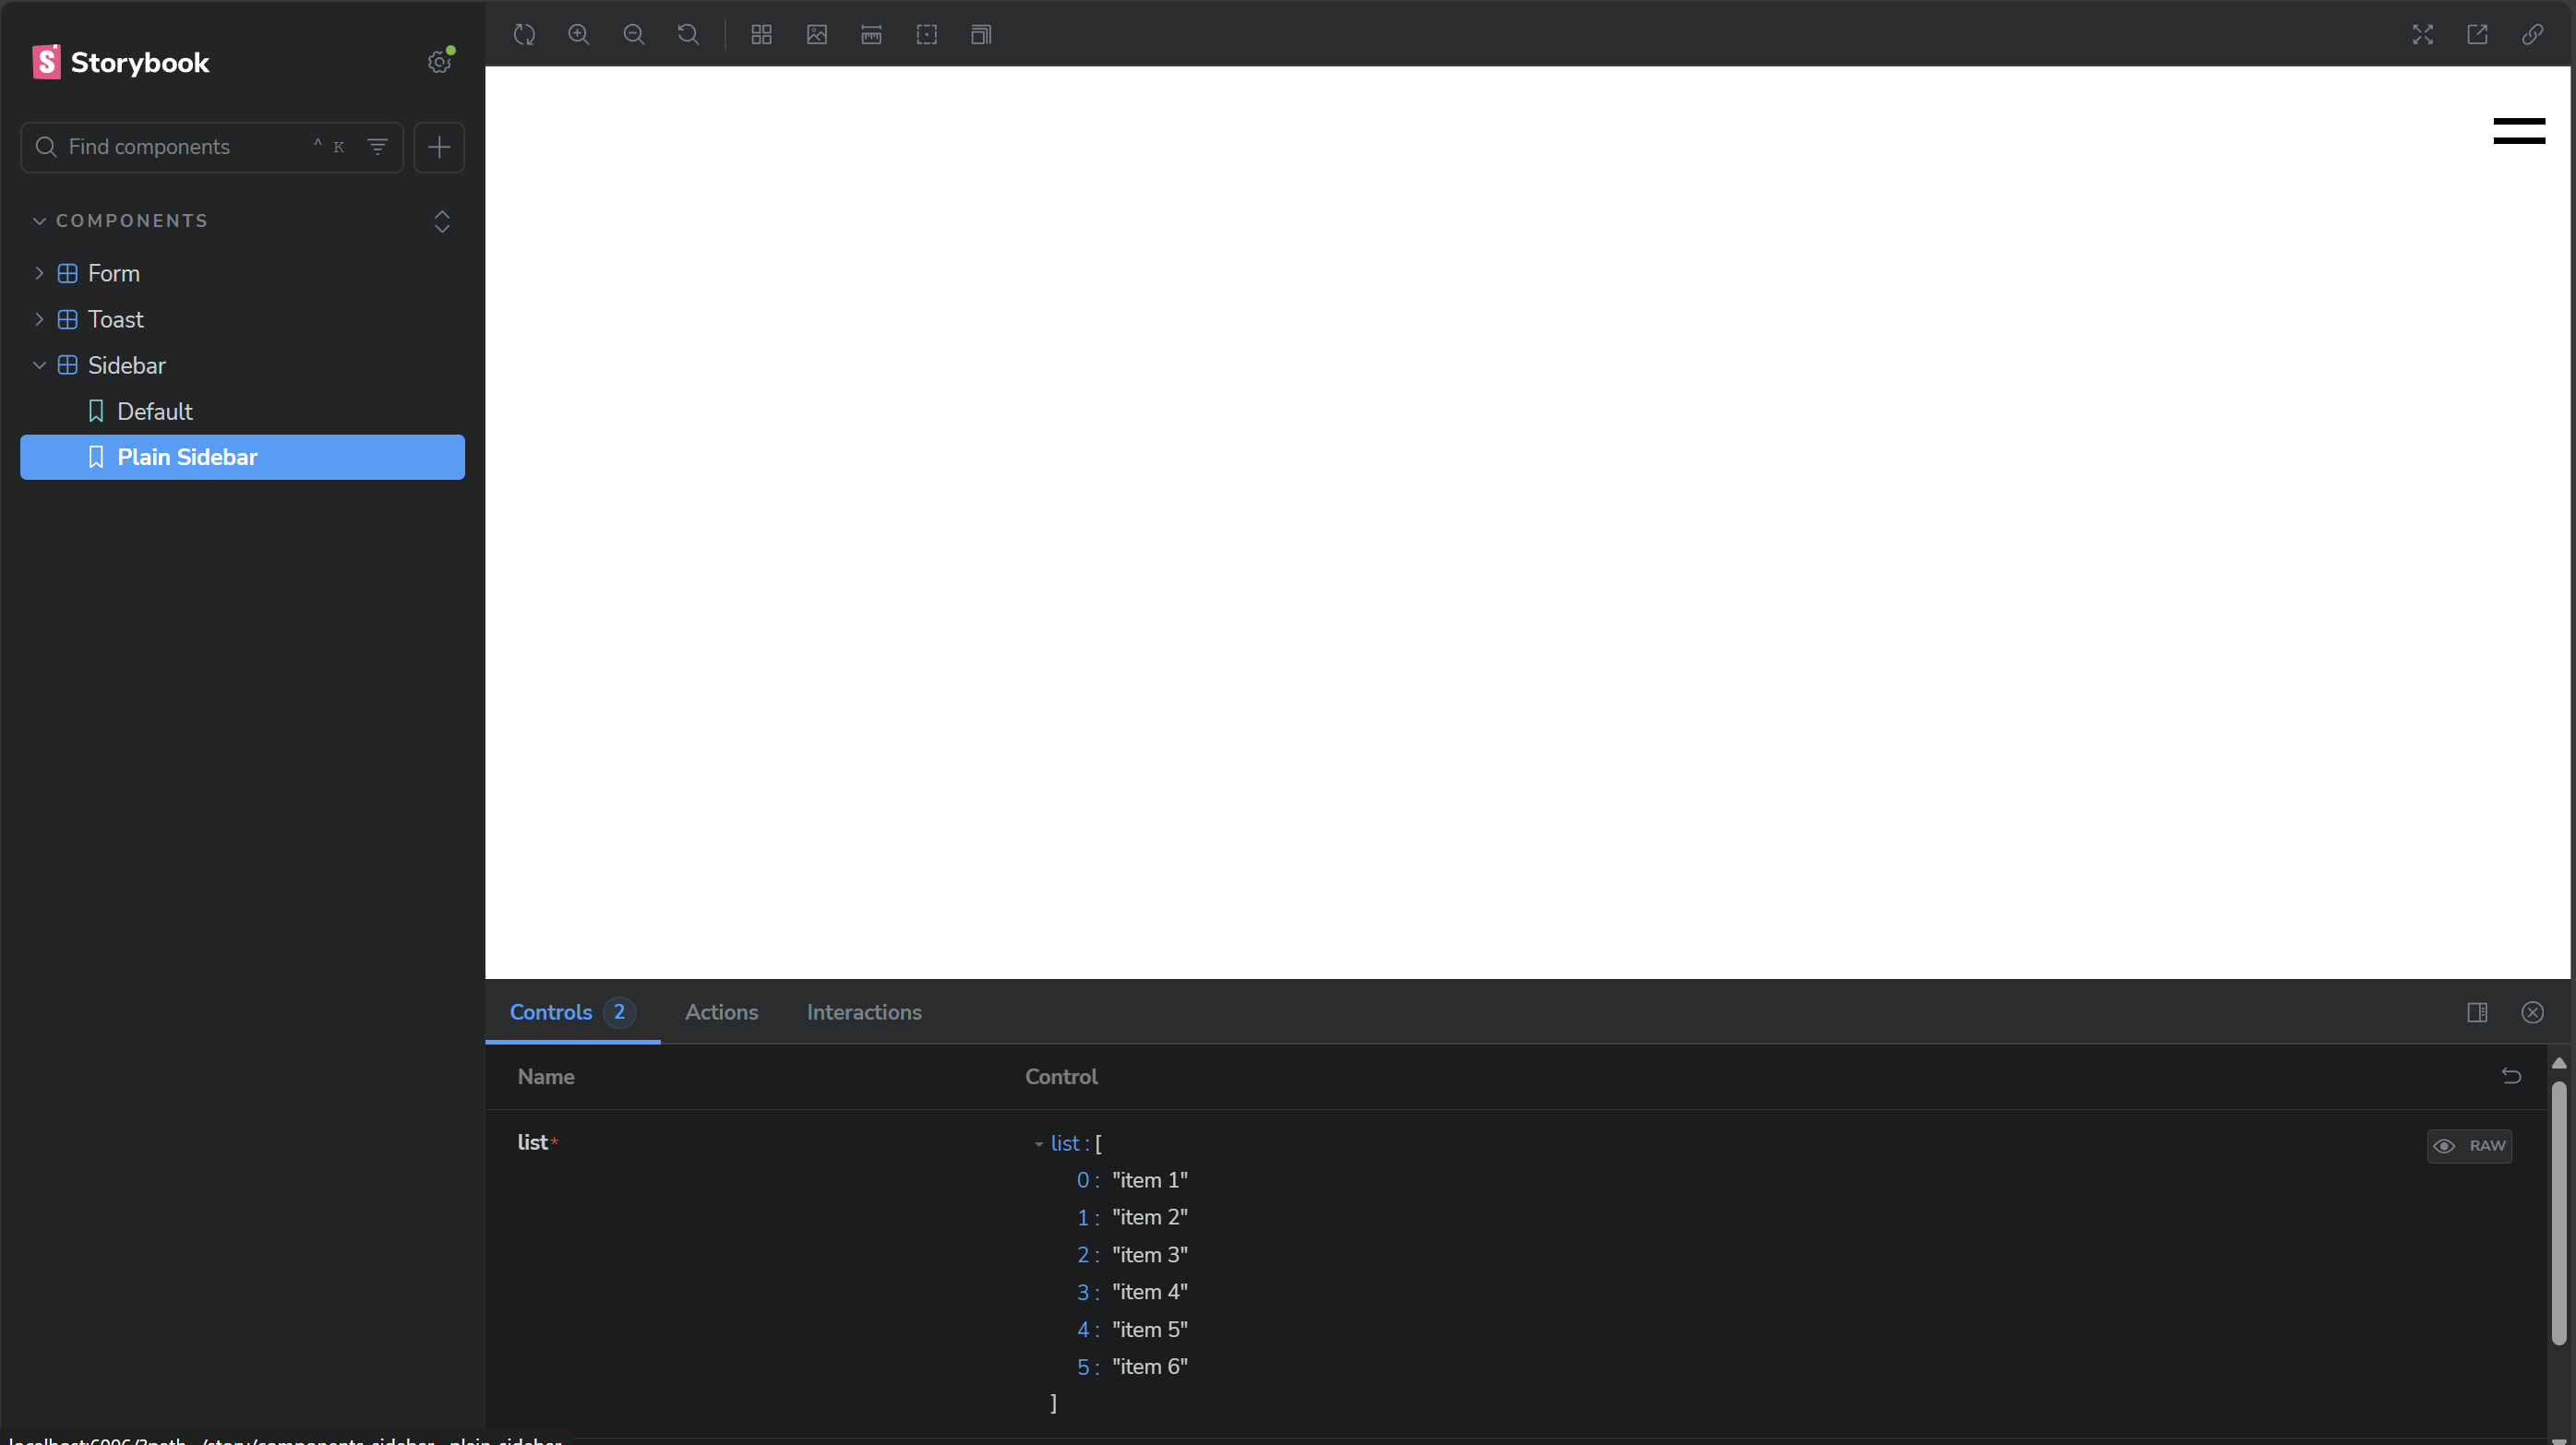 Storybook
Find components ^ K
COMPONENTS
Form
Toast
Sidebar
Default
Plain Sidebar
Controls 2 Actions Interactions
Name Control
list* list : [ RAW
0 : "item 1"
1 : "item 2"
2 : "item 3"
3 : "item 4"
4 : "item 5"
5 : "item 6"
]